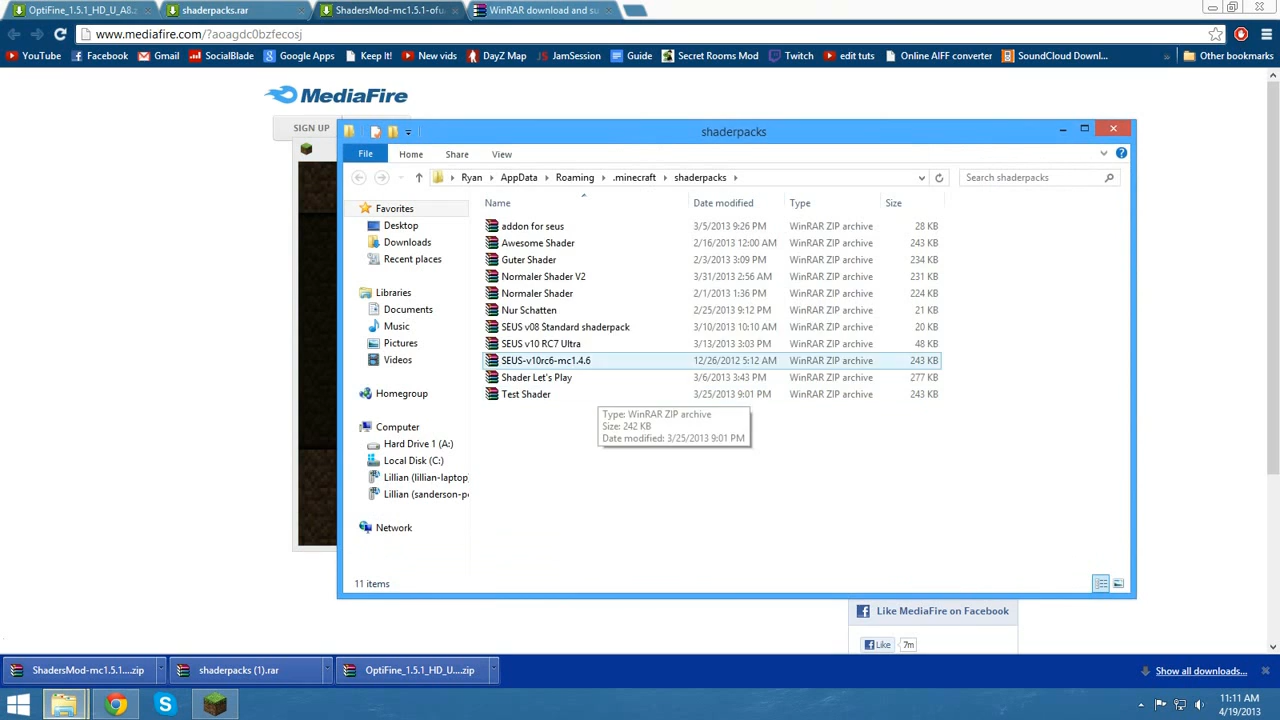 OptiFine_1.5.1_HD_U_A8.z
shaderpacks.rar
ShadersMod-mc1.5.1-ofu
WinRAR download and su
www.mediafire.com/?aoagdc0bzfecosj
YouTube
Facebook
Gmail
SocialBlade
Google Apps
Keep It!
New vids
DayZ Map
JamSession
Guide
Secret Rooms Mod
Twitch
edit tuts
Online AIFF converter
SoundCloud Downl...
»
Other bookmarks
MediaFire
SIGN UP
shaderpacks
File
Home
Share
View
Ryan
AppData
Roaming
.minecraft
shaderpacks
Search shaderpacks
Name
Date modified
Type
Size
Favorites
Desktop
Downloads
Recent places
Libraries
Documents
Music
Pictures
Videos
Homegroup
Computer
Hard Drive 1 (A:)
Local Disk (C:)
Lillian (lillian-laptop)
Lillian (sanderson-p
Network
addon for seus 3/5/2013 9:26 PM WinRAR ZIP archive 28 KB
Awesome Shader 2/16/2013 12:00 AM WinRAR ZIP archive 243 KB
Guter Shader 2/3/2013 3:09 PM WinRAR ZIP archive 234 KB
Normaler Shader V2 3/31/2013 2:56 AM WinRAR ZIP archive 231 KB
Normaler Shader 2/1/2013 1:36 PM WinRAR ZIP archive 224 KB
Nur Schatten 2/25/2013 9:12 PM WinRAR ZIP archive 21 KB
SEUS v08 Standard shaderpack 3/10/2013 10:10 AM WinRAR ZIP archive 20 KB
SEUS v10 RC7 Ultra 3/13/2013 3:03 PM WinRAR ZIP archive 48 KB
SEUS-v10rc6-mc1.4.6 12/26/2012 5:12 AM WinRAR ZIP archive 243 KB
Shader Let's Play 3/6/2013 3:43 PM WinRAR ZIP archive 277 KB
Test Shader 3/25/2013 9:01 PM WinRAR ZIP archive 243 KB
Type: WinRAR ZIP archive
Size: 242 KB
Date modified: 3/25/2013 9:01 PM
11 items
Like MediaFire on Facebook
Like
7m
ShadersMod-mc1.5.1....zip
shaderpacks (1).rar
OptiFine_1.5.1_HD_U....zip
Show all downloads...
11:11 AM
4/19/2013